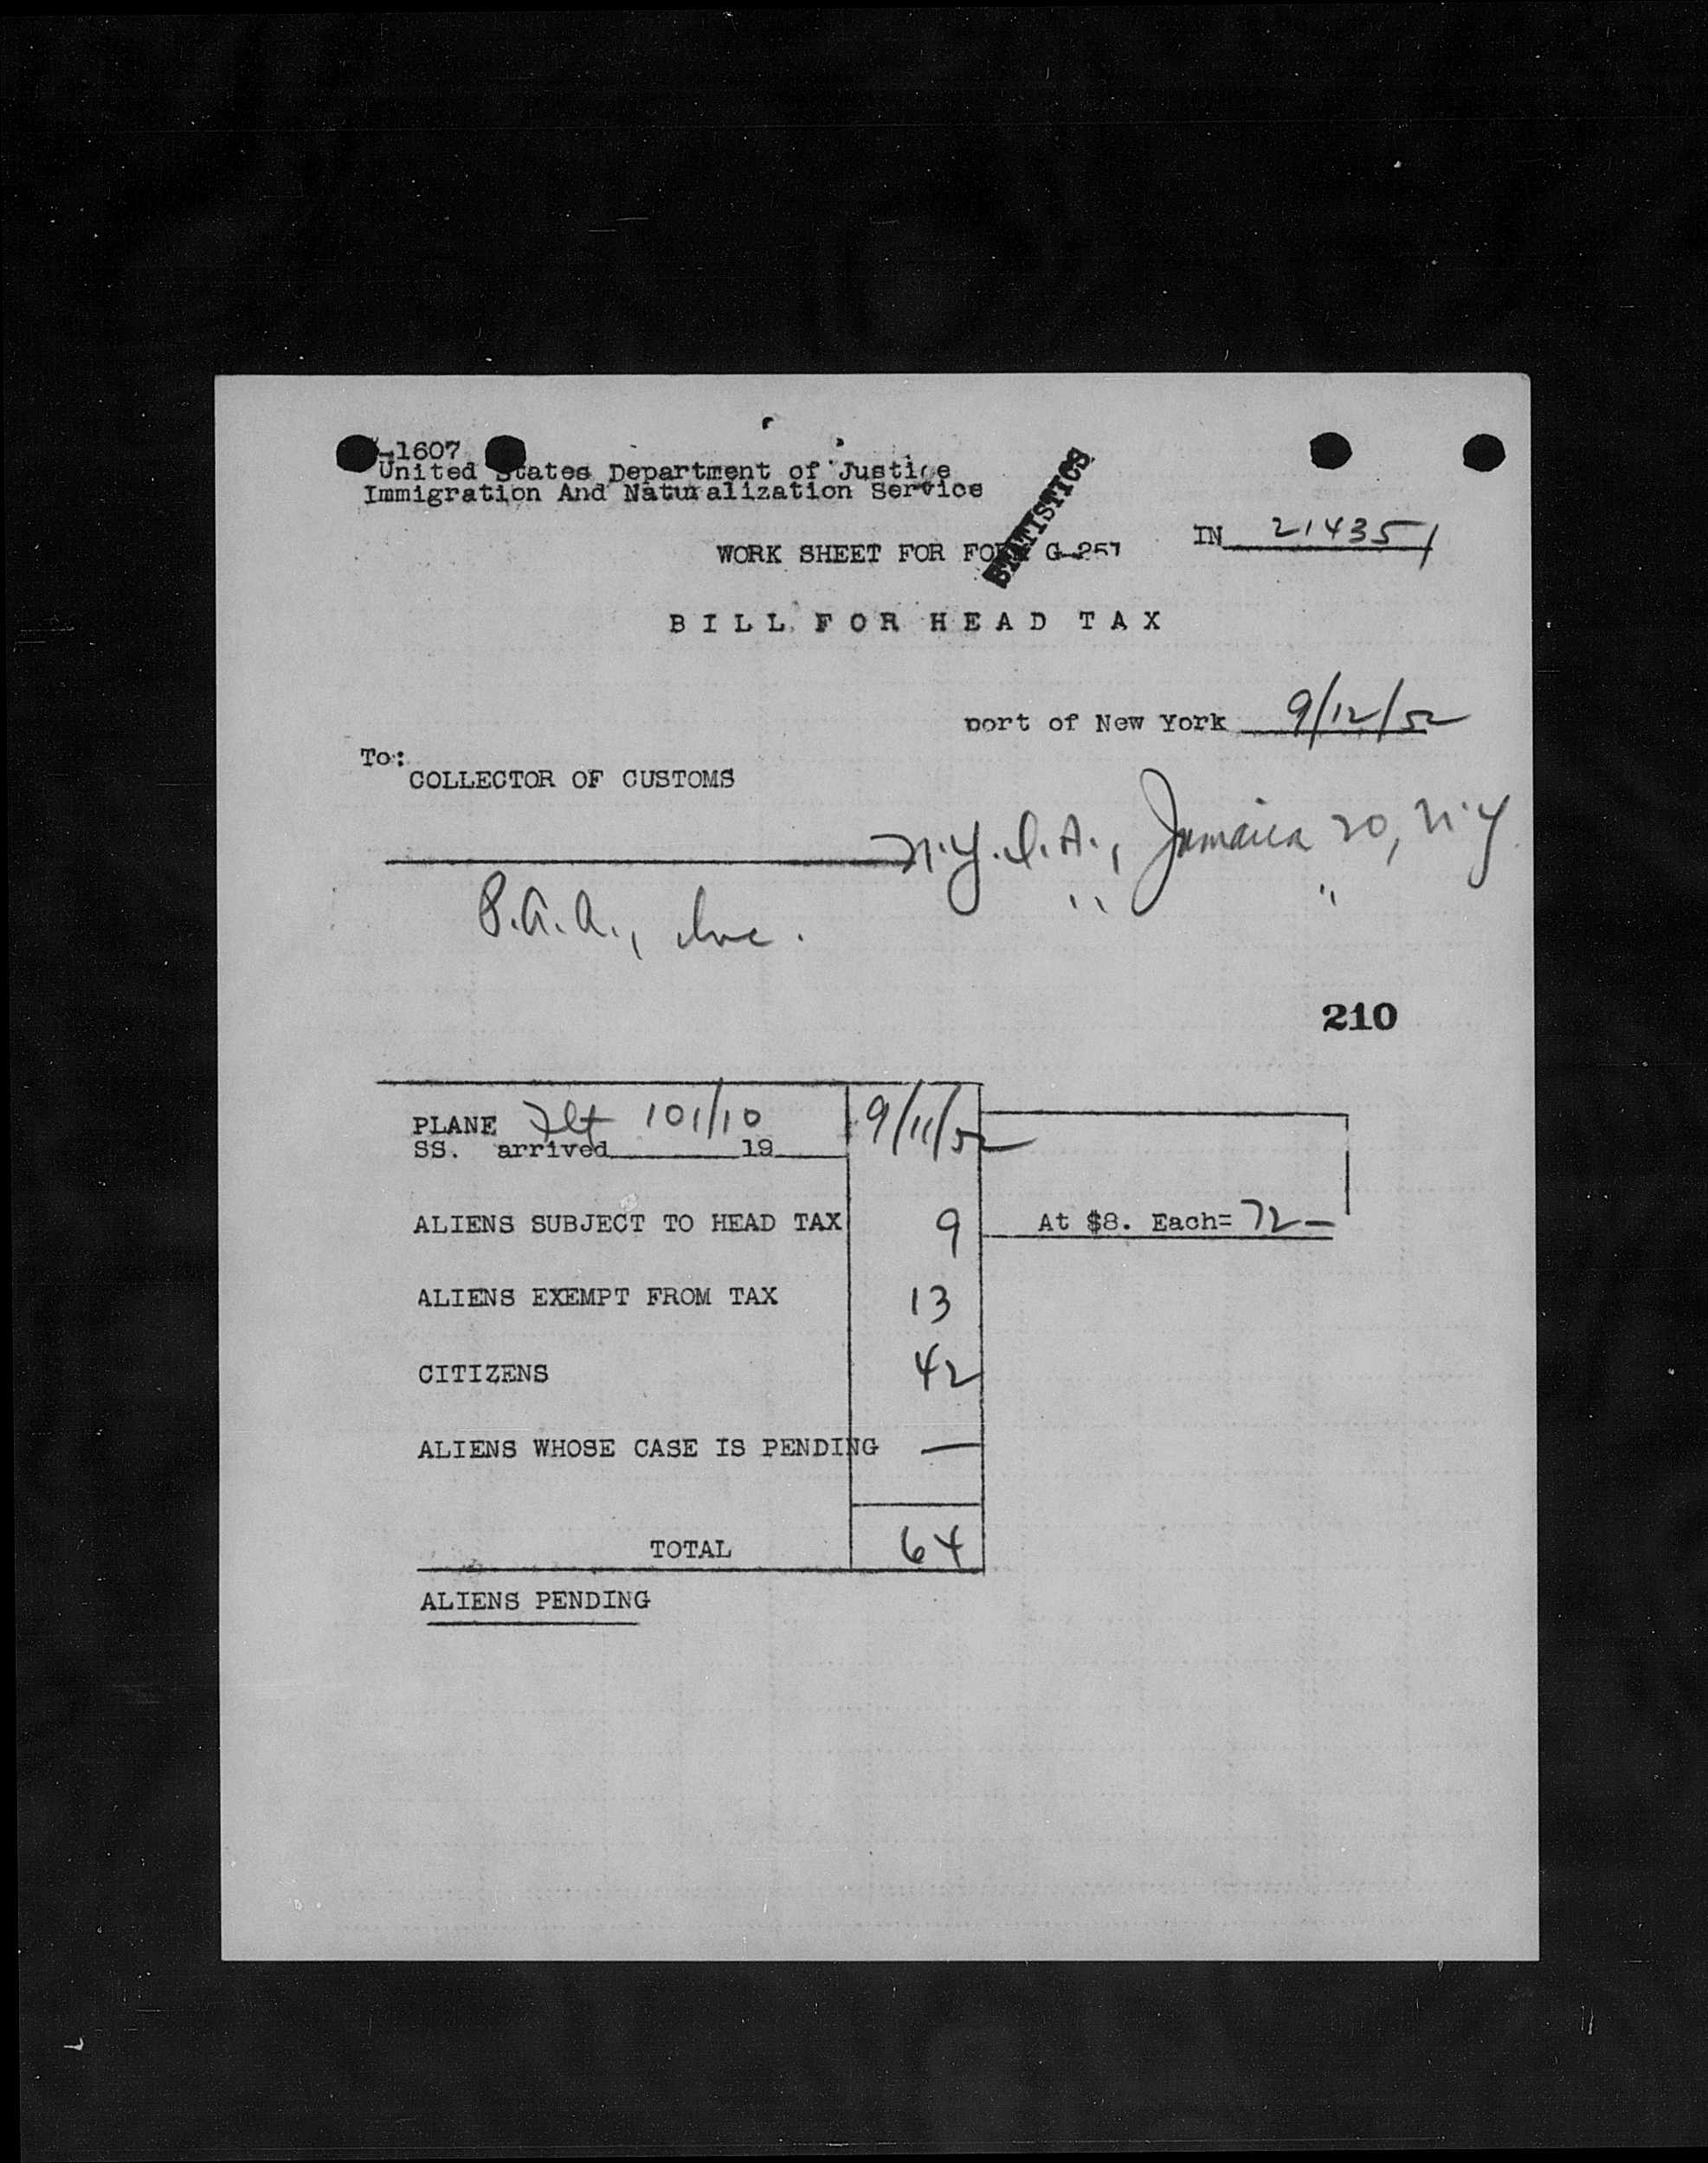 -1607
United States Department of Justice
Immigration And Naturalization Service
STATISTICS
WORK SHEET FOR FORM G-257
IN 214351
BILL FOR HEAD TAX
port of New York 9/12/52
To:
COLLECTOR OF CUSTOMS
N.Y.I.A., Jamaica 20, N.Y
P.A.A., Inc. " "
210
PLANE Flt 101/10 9/11/52
SS. arrived 19
ALIENS SUBJECT TO HEAD TAX 9 At $8. Each= 72—
ALIENS EXEMPT FROM TAX 13
CITIZENS 42
ALIENS WHOSE CASE IS PENDING —
TOTAL 64
ALIENS PENDING